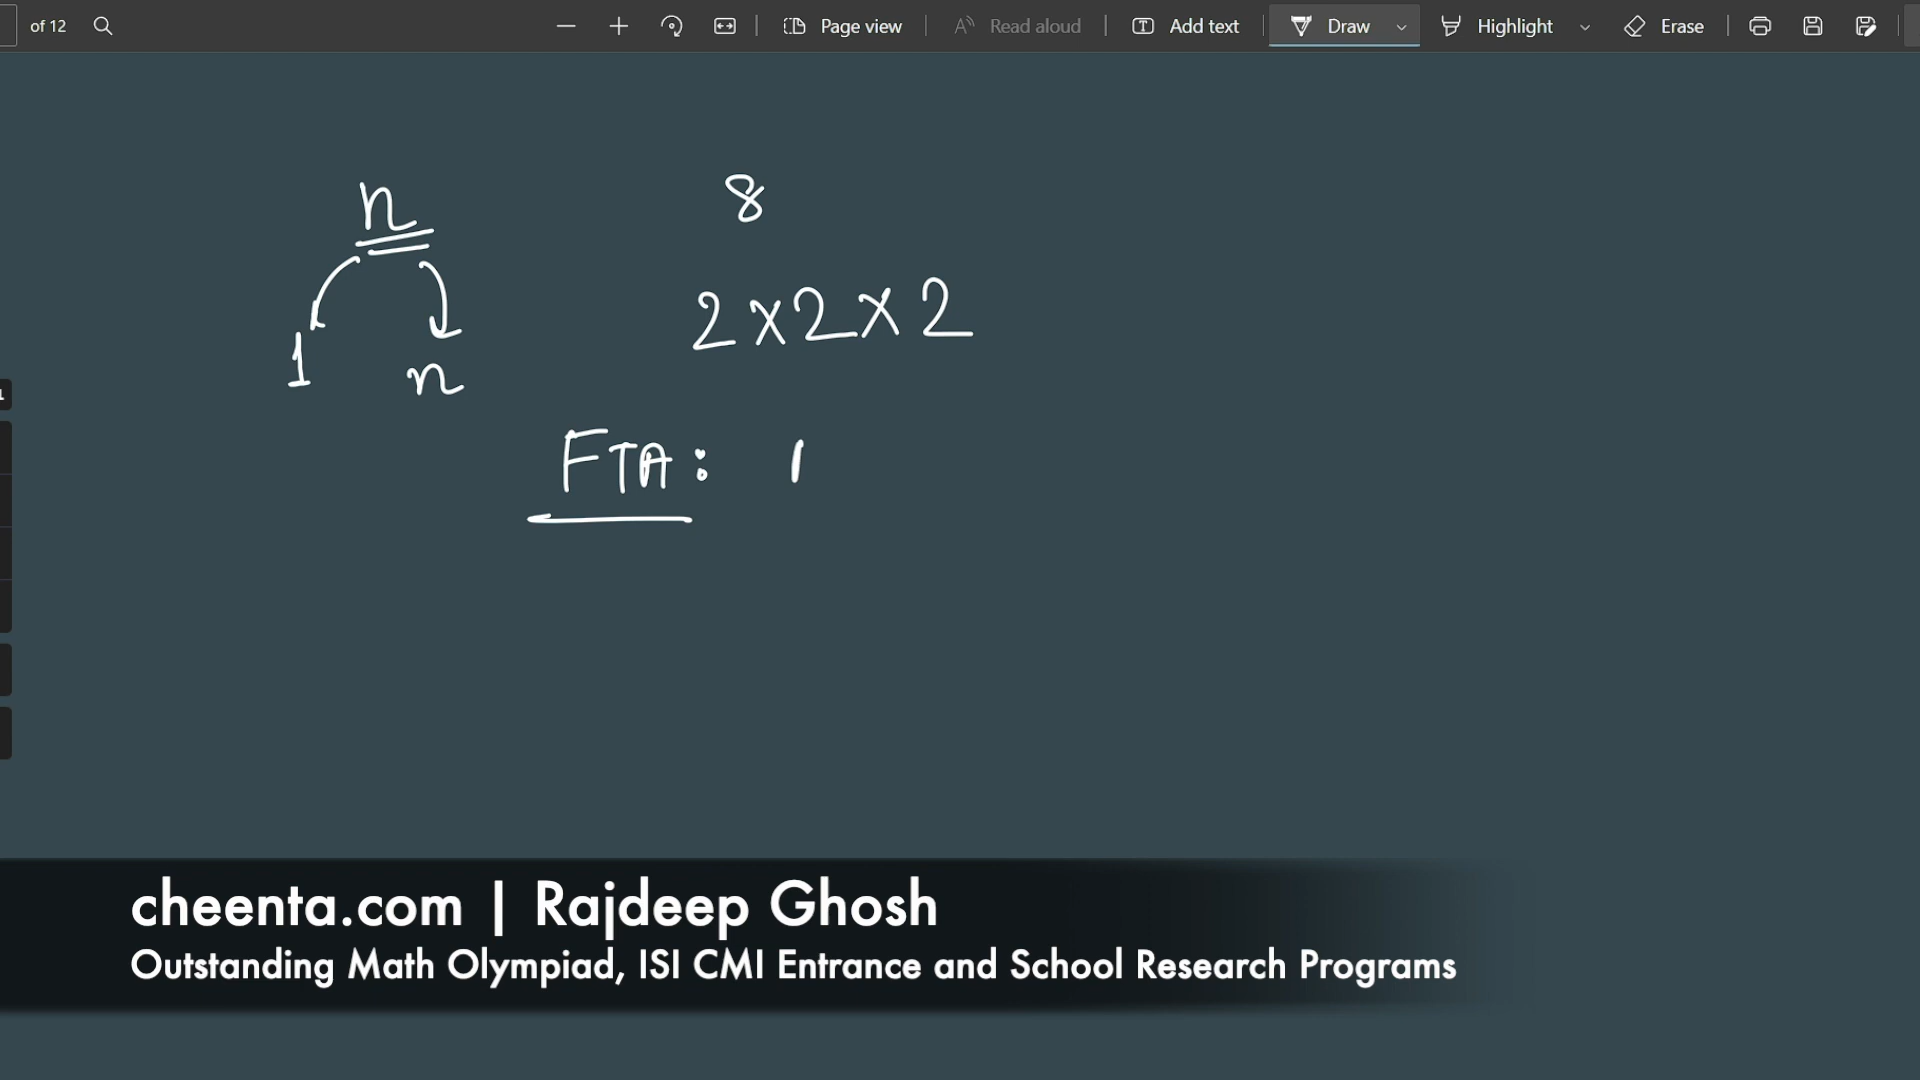 of 12
Page view
Read aloud
Add text
Draw
Highlight
Erase
n
1 n
8
2×2×2
FTA:
cheenta.com | Rajdeep Ghosh
Outstanding Math Olympiad, ISI CMI Entrance and School Research Programs